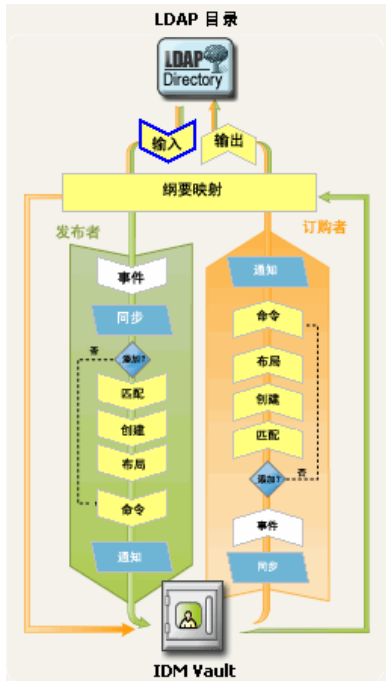 LDAP 目录
LDAP
Directory
输入
输出
纲要映射
发布者
订购者
事件
同步
否
添加?
匹配
创建
布局
命令
通知
通知
命令
布局
创建
匹配
添加?
否
事件
同步
IDM Vault